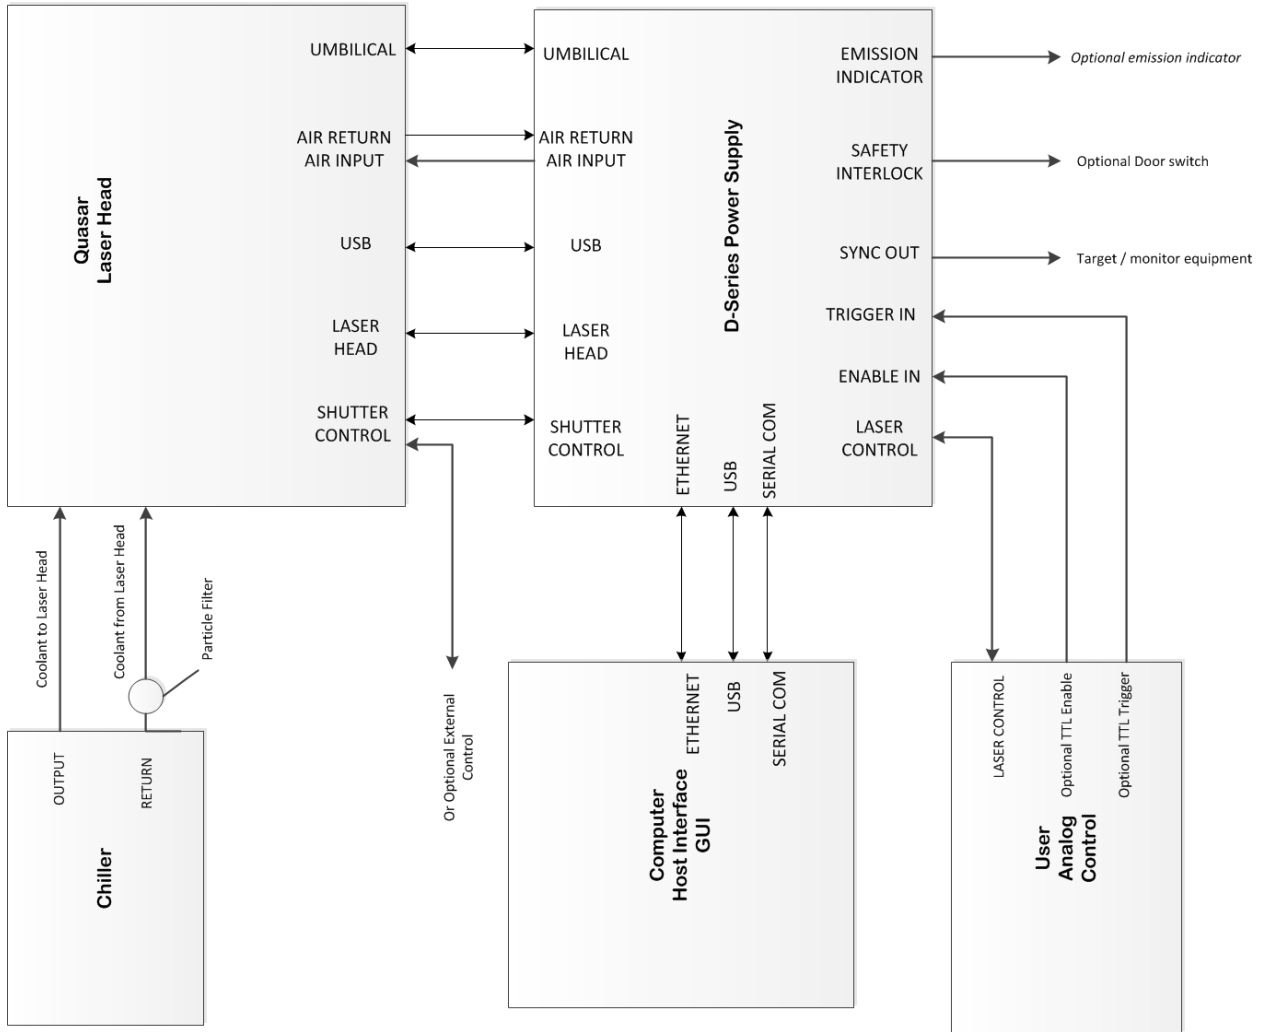 UMBILICAL
AIR RETURN
AIR INPUT
USB
LASER
HEAD
SHUTTER
CONTROL
Quasar
Laser Head
UMBILICAL
AIR RETURN
AIR INPUT
USB
LASER
HEAD
SHUTTER
CONTROL
D-Series Power Supply
EMISSION
INDICATOR
SAFETY
INTERLOCK
SYNC OUT
TRIGGER IN
ENABLE IN
LASER
CONTROL
ETHERNET
USB
SERIAL COM
Optional emission indicator
Optional Door switch
Target / monitor equipment
Coolant to Laser Head
Coolant from Laser Head
Particle Filter
OUTPUT
RETURN
Chiller
Or Optional External
Control
ETHERNET
USB
SERIAL COM
Computer
Host Interface
GUI
LASER CONTROL
Optional TTL Enable
Optional TTL Trigger
User
Analog
Control